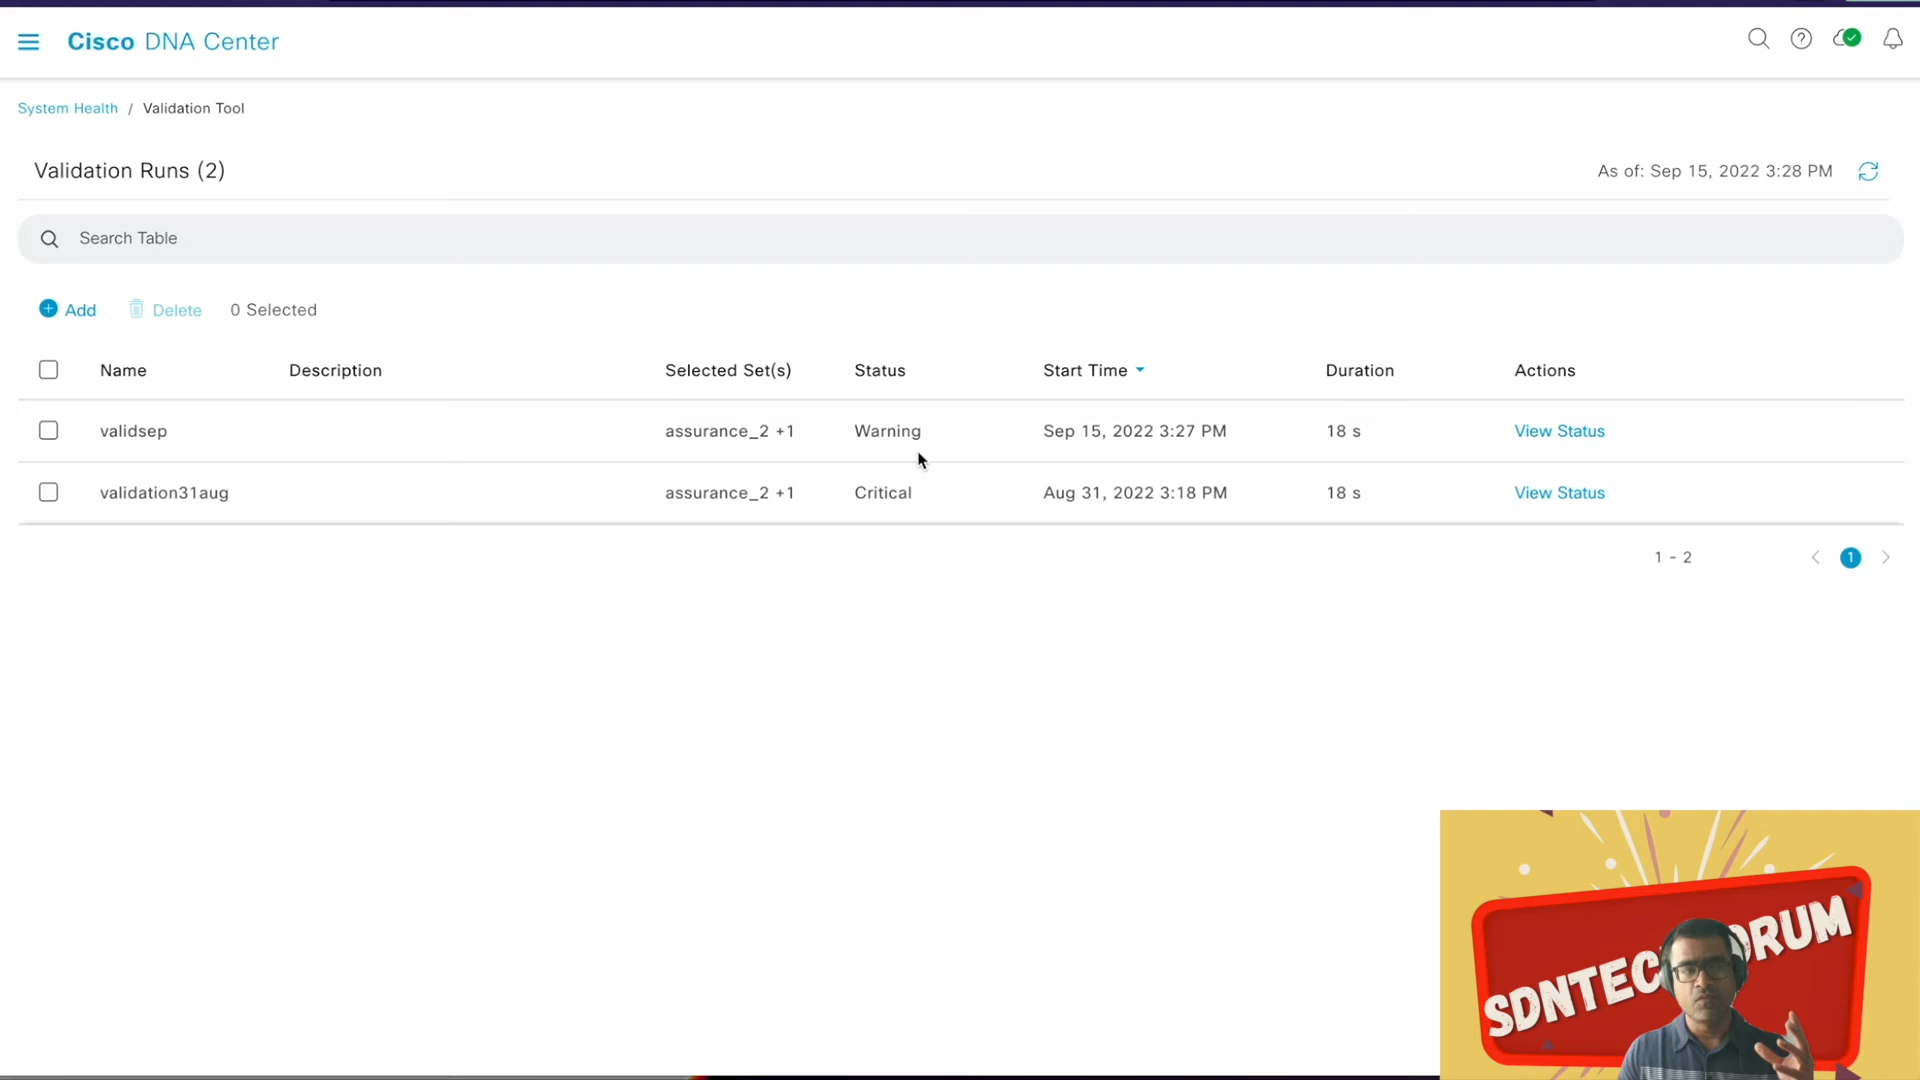 Cisco DNA Center
System Health / Validation Tool
Validation Runs (2)
As of: Sep 15, 2022 3:28 PM
Search Table
Add Delete 0 Selected
Name Description Selected Set(s) Status Start Time Duration Actions
validsep assurance_2 +1 Warning Sep 15, 2022 3:27 PM 18 s View Status
validation31aug assurance_2 +1 Critical Aug 31, 2022 3:18 PM 18 s View Status
1 - 2 1